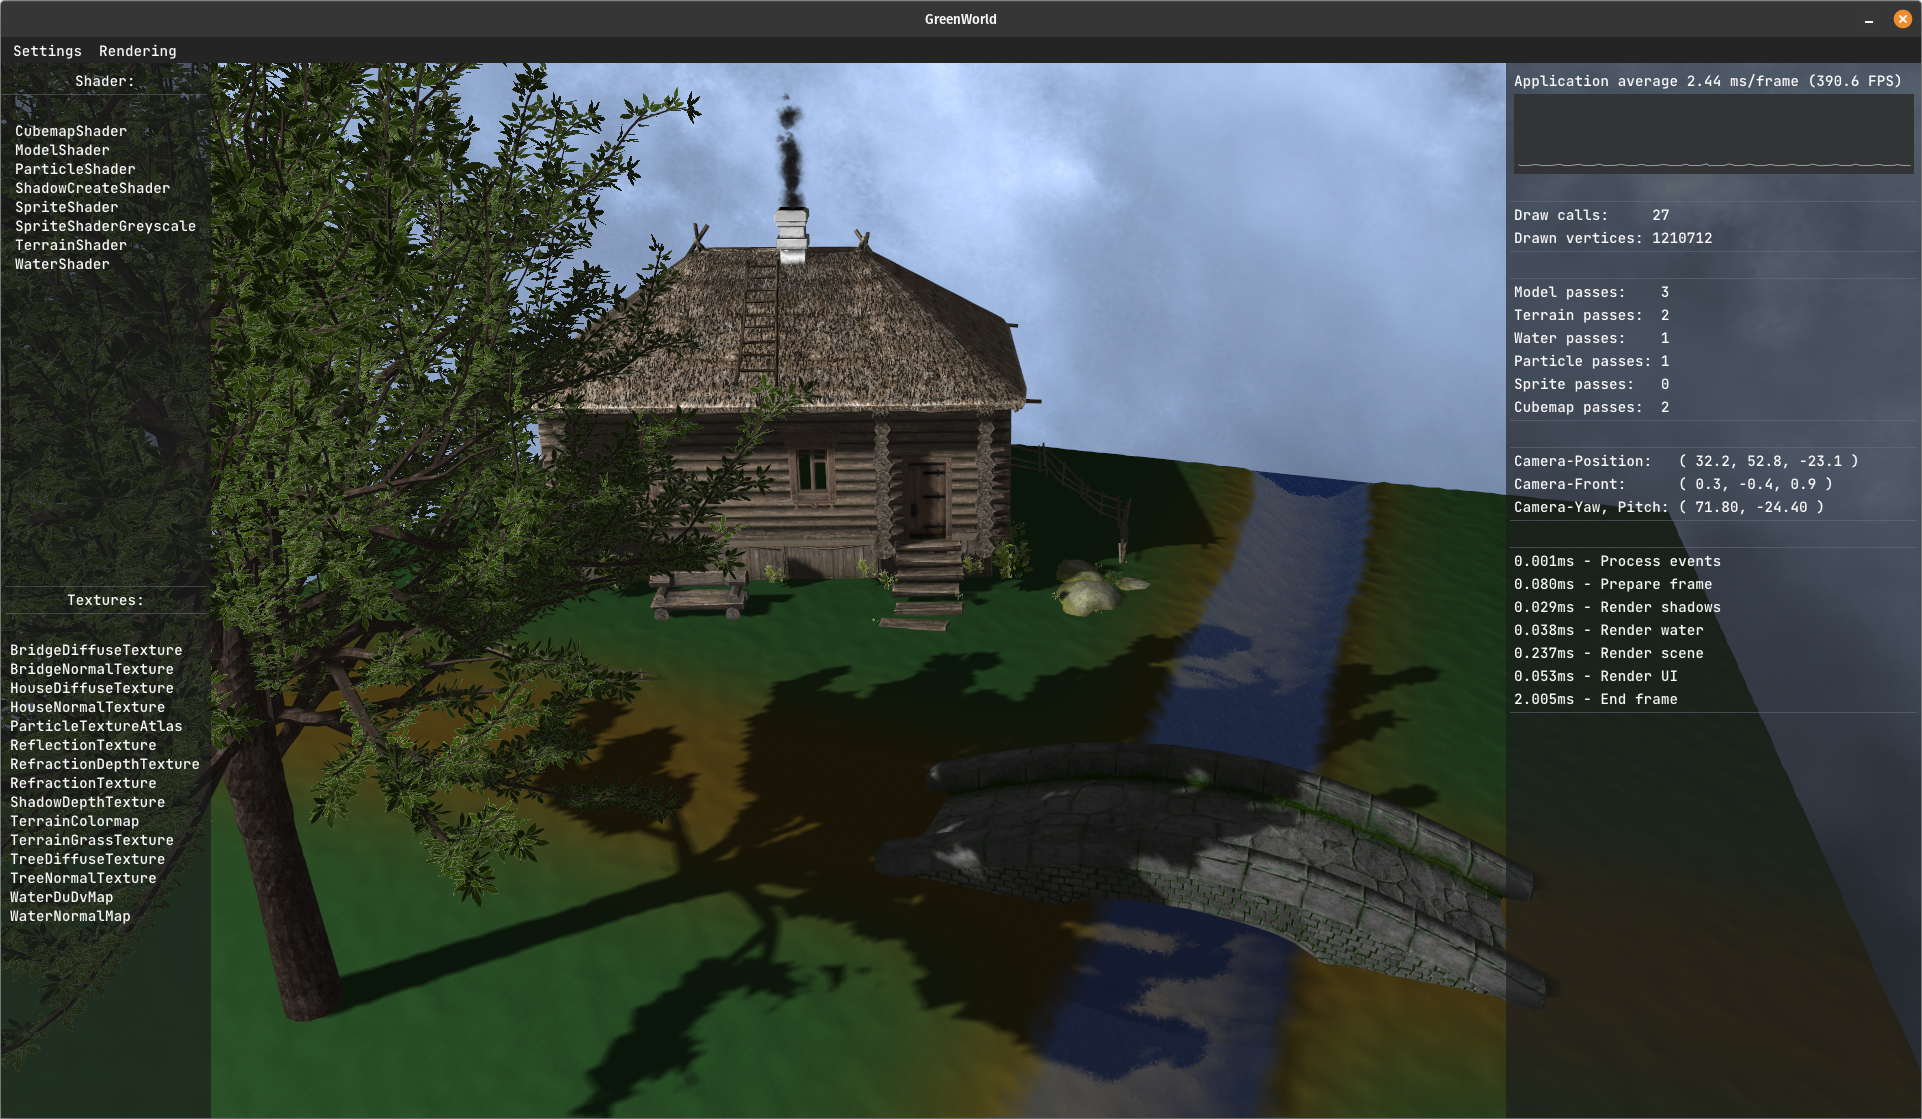 GreenWorld
Settings Rendering
Shader:
CubemapShader
ModelShader
ParticleShader
ShadowCreateShader
SpriteShader
SpriteShaderGreyscale
TerrainShader
WaterShader
Textures:
BridgeDiffuseTexture
BridgeNormalTexture
HouseDiffuseTexture
HouseNormalTexture
ParticleTextureAtlas
ReflectionTexture
RefractionDepthTexture
RefractionTexture
ShadowDepthTexture
TerrainColormap
TerrainGrassTexture
TreeDiffuseTexture
TreeNormalTexture
WaterDuDvMap
WaterNormalMap
Application average 2.44 ms/frame (390.6 FPS)
Draw calls: 27
Drawn vertices: 1210712
Model passes: 3
Terrain passes: 2
Water passes: 1
Particle passes: 1
Sprite passes: 0
Cubemap passes: 2
Camera-Position: ( 32.2, 52.8, -23.1 )
Camera-Front: ( 0.3, -0.4, 0.9 )
Camera-Yaw, Pitch: ( 71.80, -24.40 )
0.001ms - Process events
0.080ms - Prepare frame
0.029ms - Render shadows
0.038ms - Render water
0.237ms - Render scene
0.053ms - Render UI
2.005ms - End frame